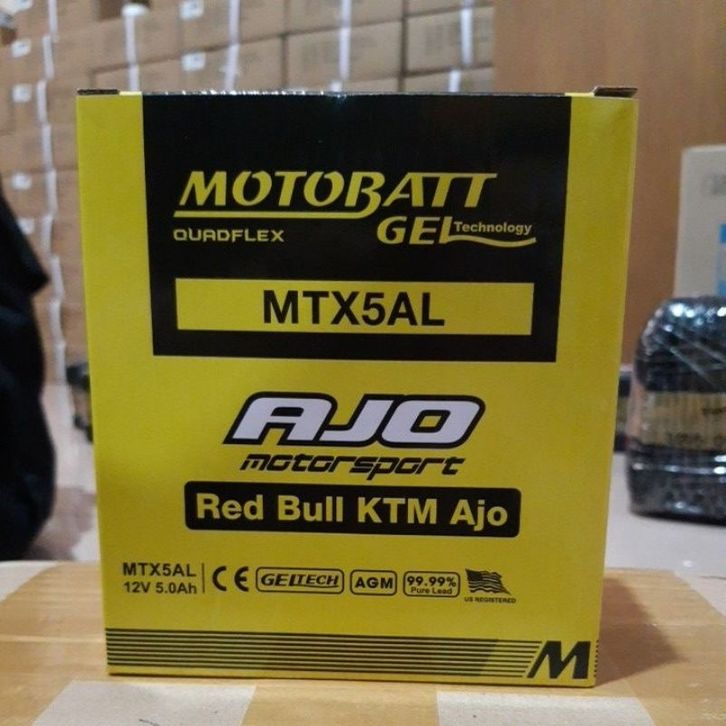 MOTOBATT
QUADFLEX GEL Technology
MTX5AL
AJO
motorsport
Red Bull KTM Ajo
MTX5AL
12V 5.0Ah
CE GELTECH AGM 99.99%
Pure Lead
US REGISTERED
M